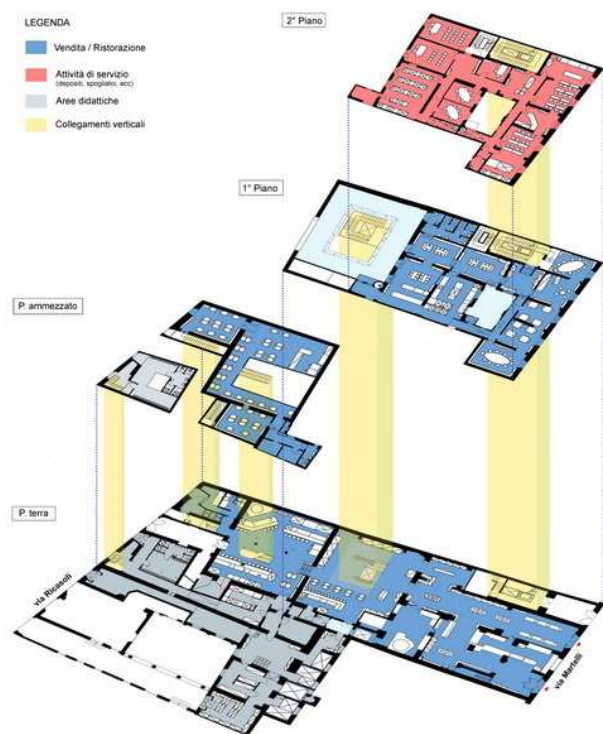 LEGENDA
Vendita / Ristorazione
Attività di servizio
(depositi, spogliatoi, ecc)
Aree didattiche
Collegamenti verticali
2° Piano
1° Piano
P. ammezzato
P. terra
via Ricasoli
via Martelli